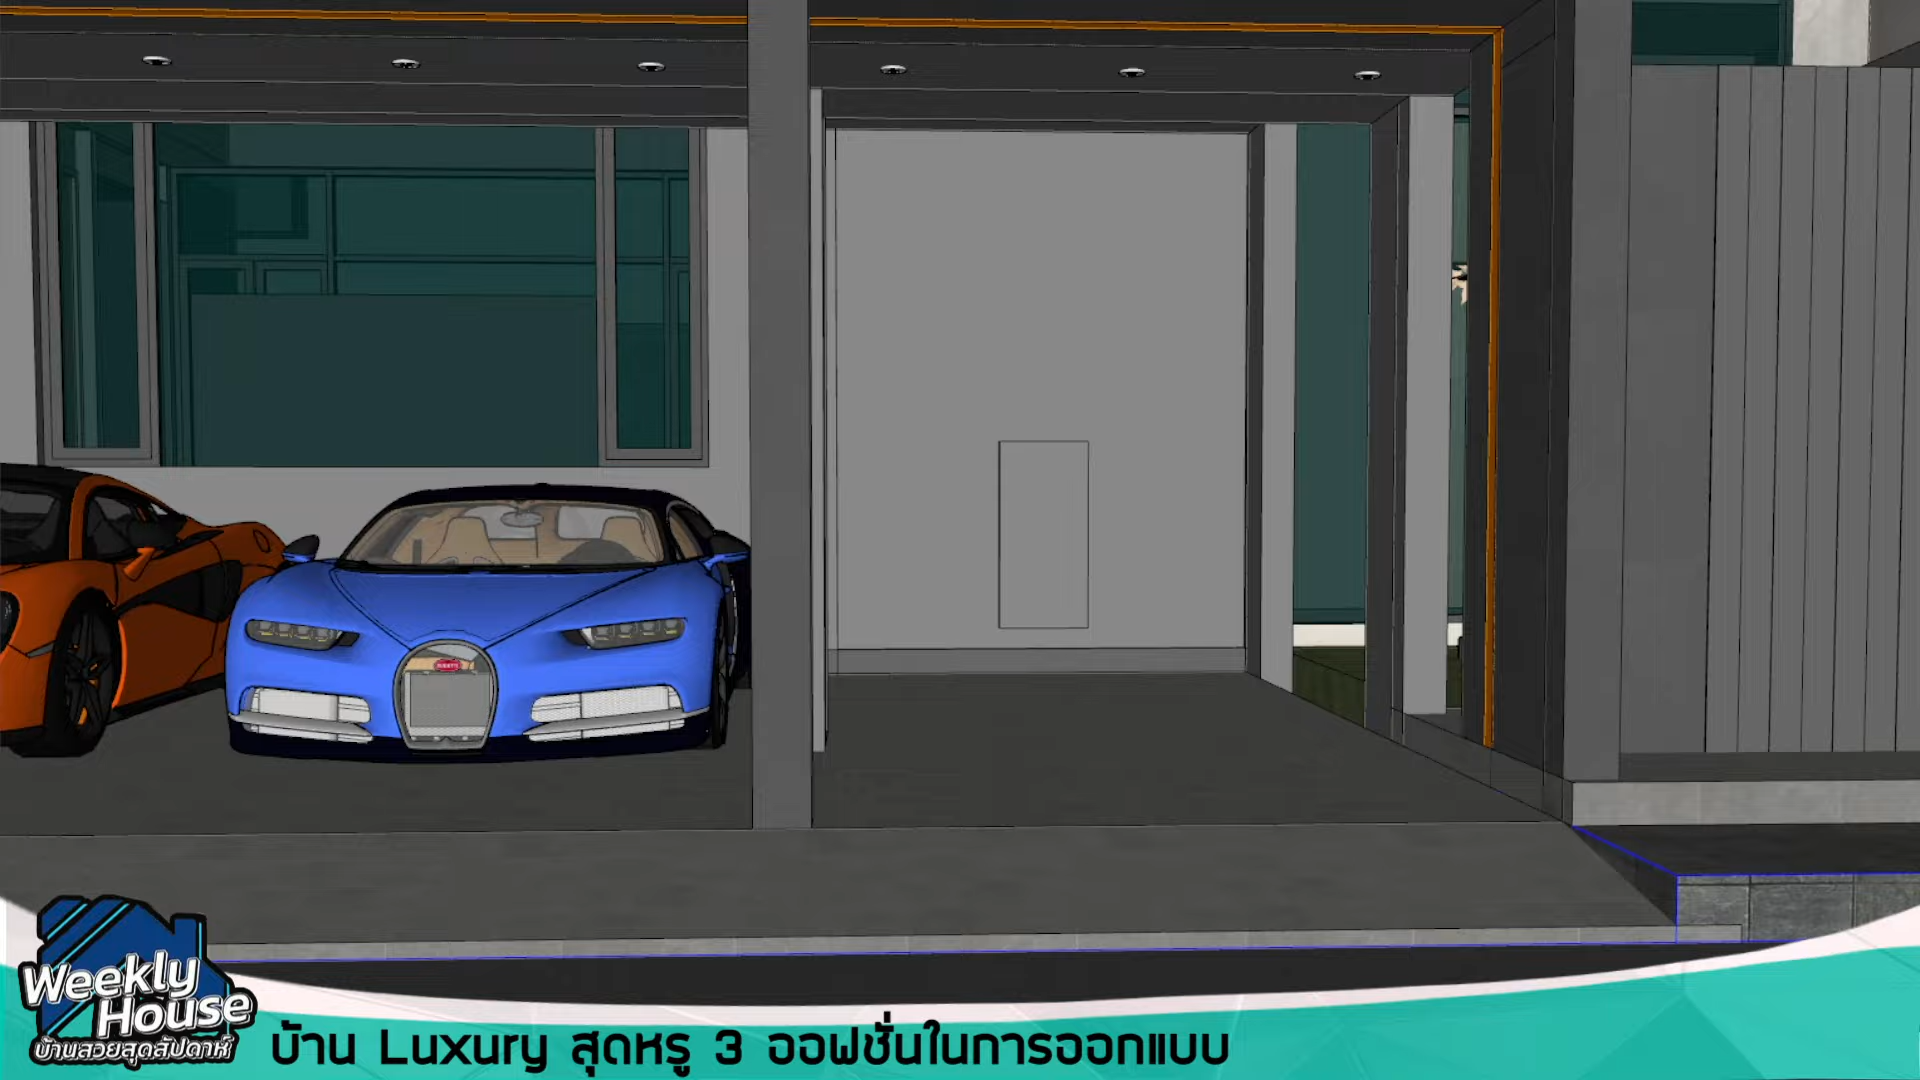 Weekly
House
บ้านสวยสุดสัปดาห์
บ้าน Luxury สุดหรู 3 ออฟชั่นในการออกแบบ